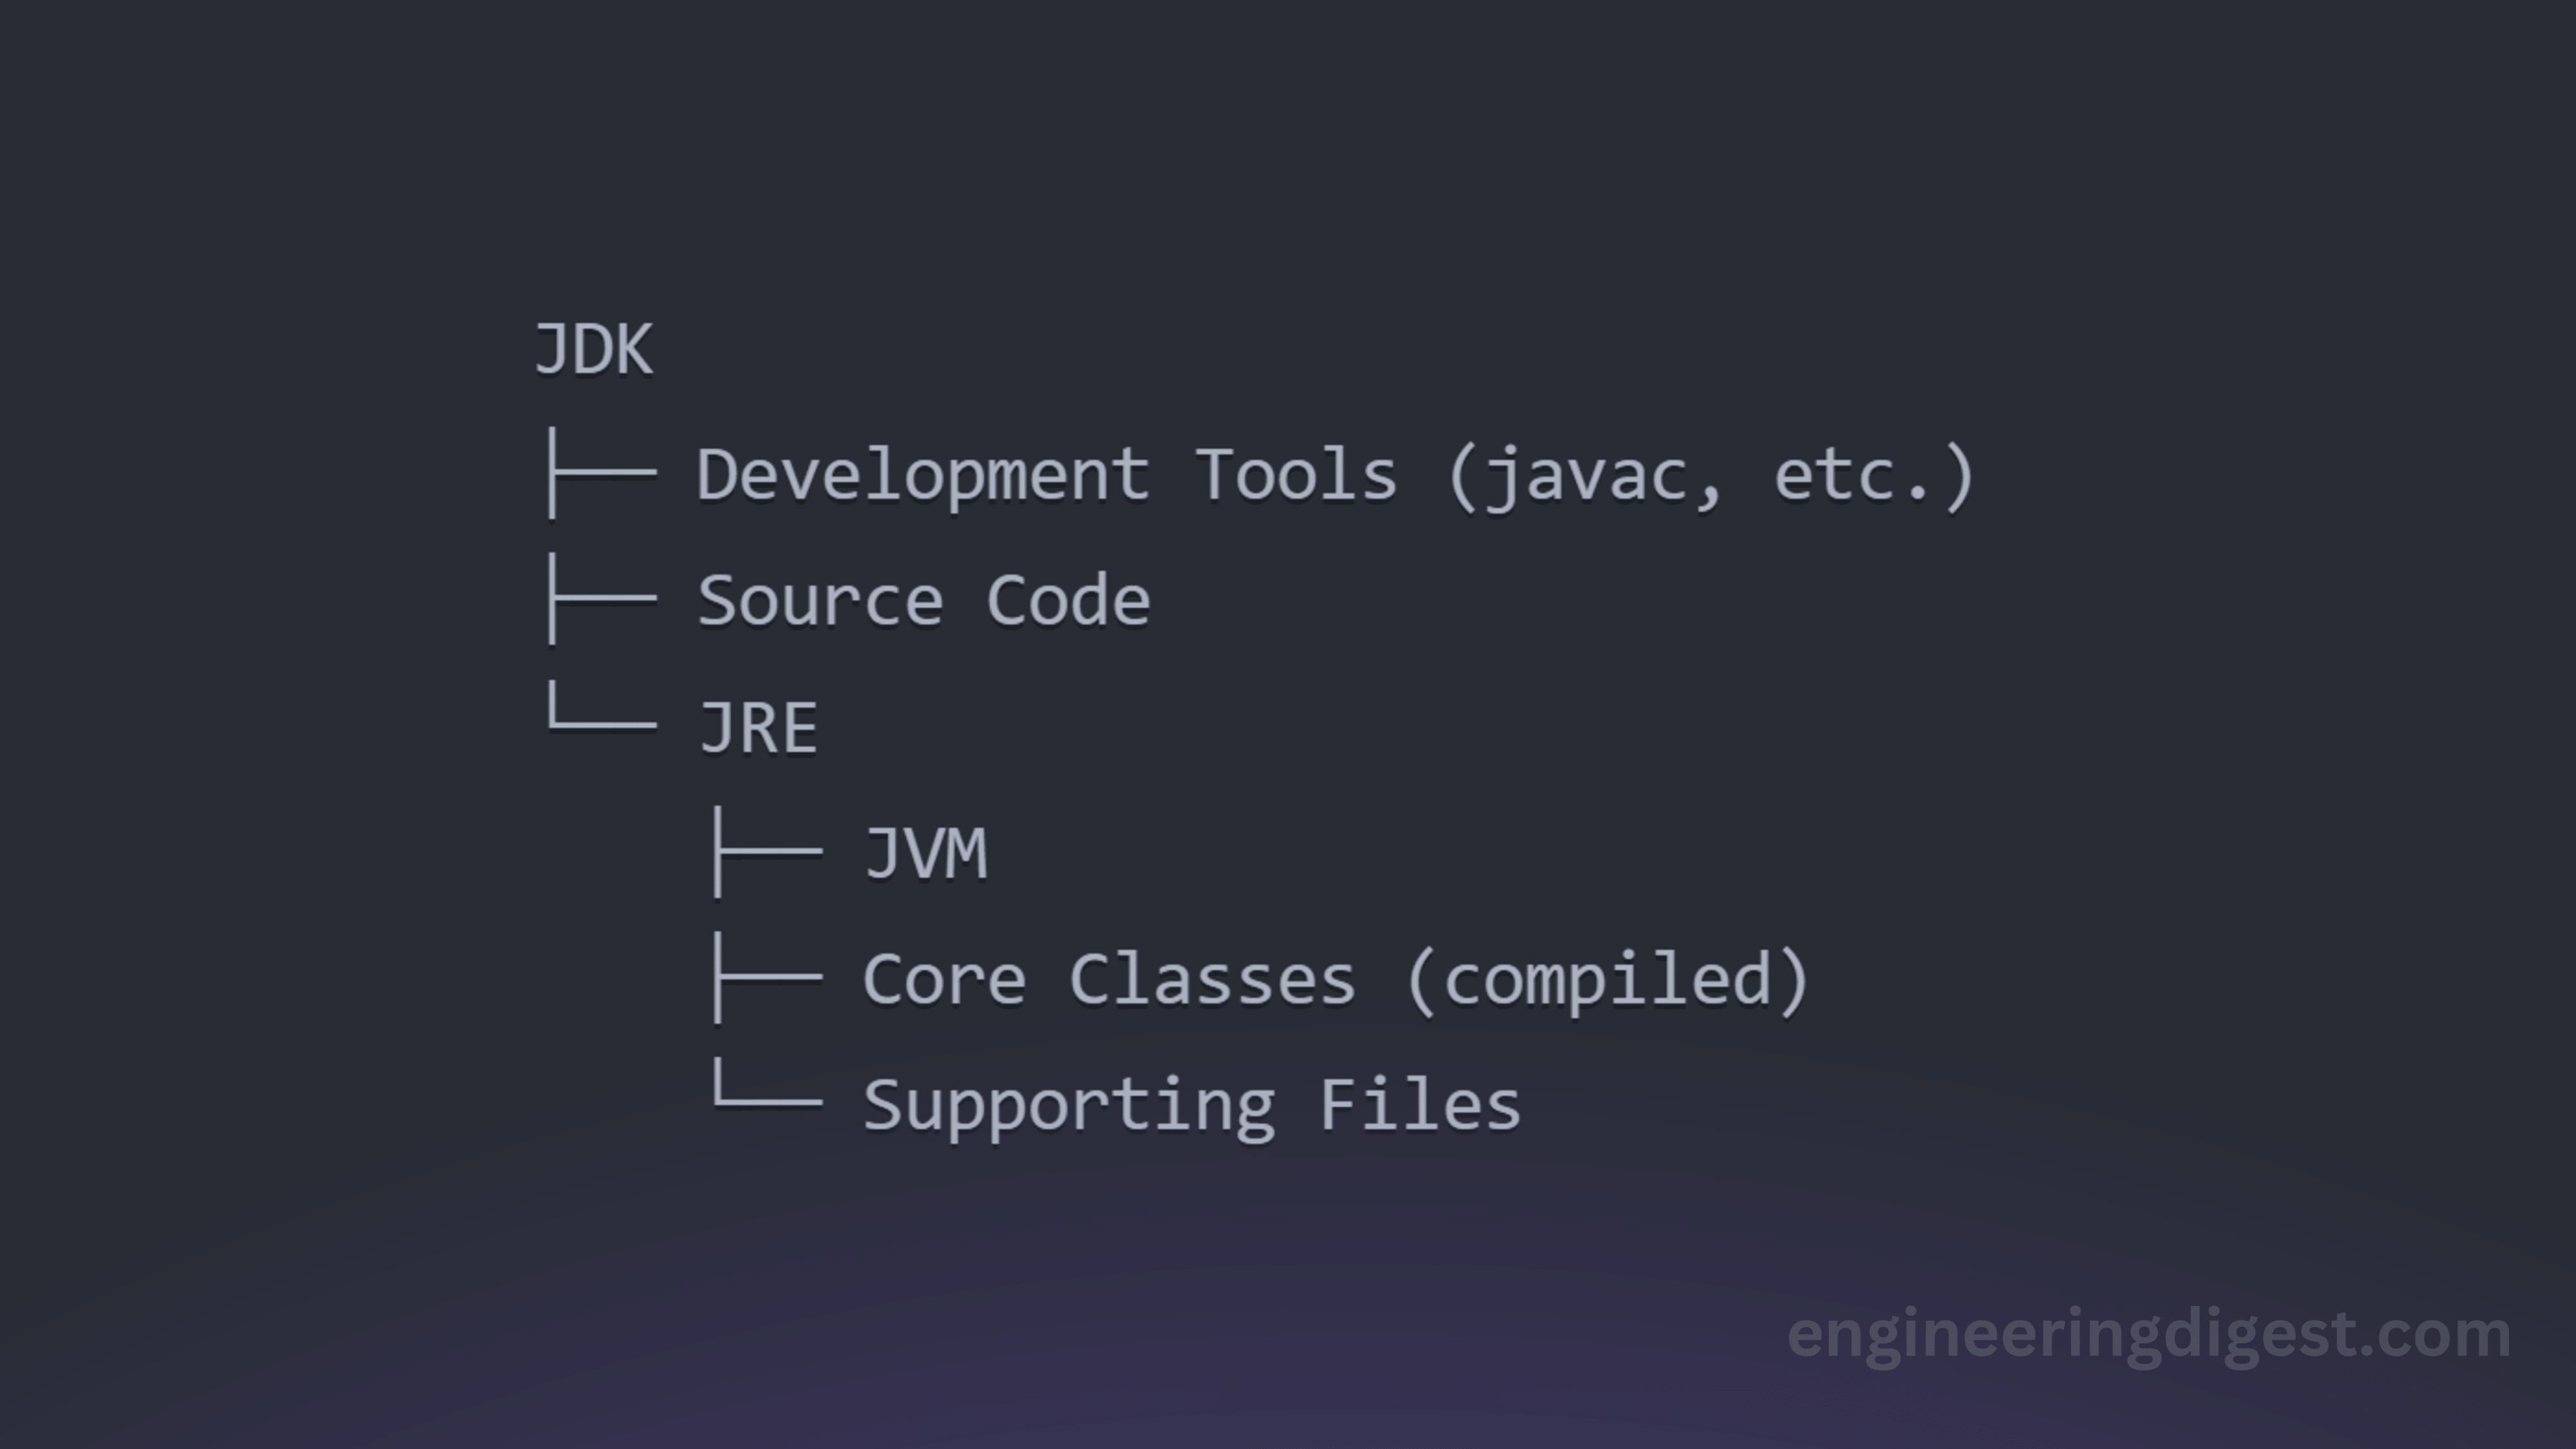 JDK
├── Development Tools (javac, etc.)
├── Source Code
└── JRE
    ├── JVM
    ├── Core Classes (compiled)
    └── Supporting Files
engineeringdigest.com